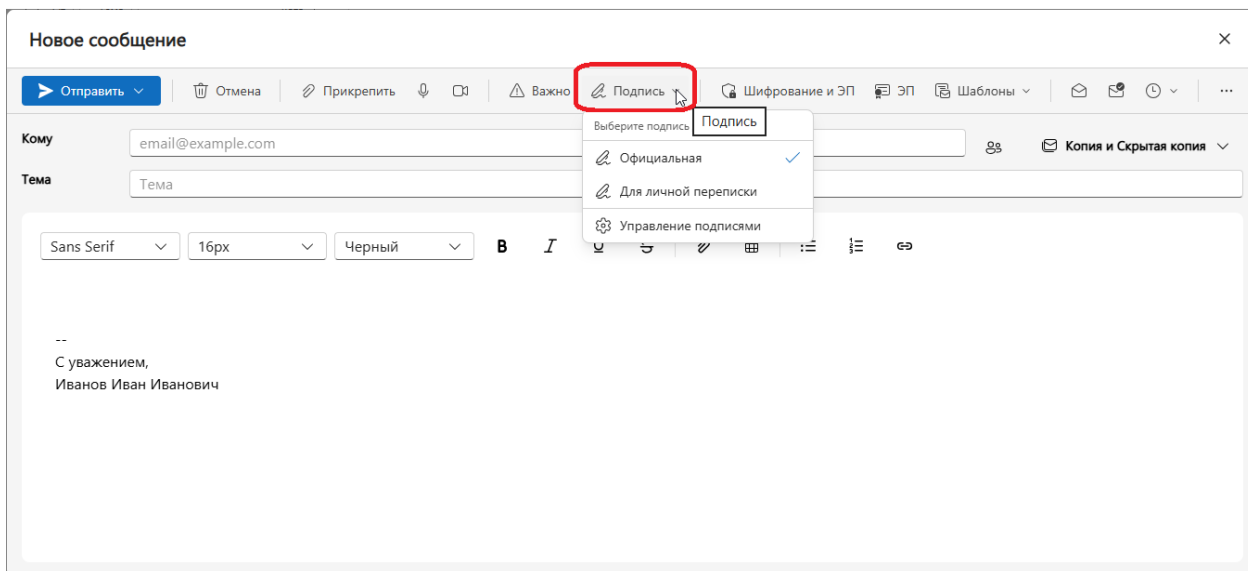 Новое сообщение
Отправить Отмена Прикрепить Важно Подпись Шифрование и ЭП ЭП Шаблоны
Выберите подпись Подпись
Кому email@example.com Копия и Скрытая копия
Официальная
Тема Тема
Для личной переписки
Управление подписями
Sans Serif 16px Черный B I U S
--
С уважением,
Иванов Иван Иванович